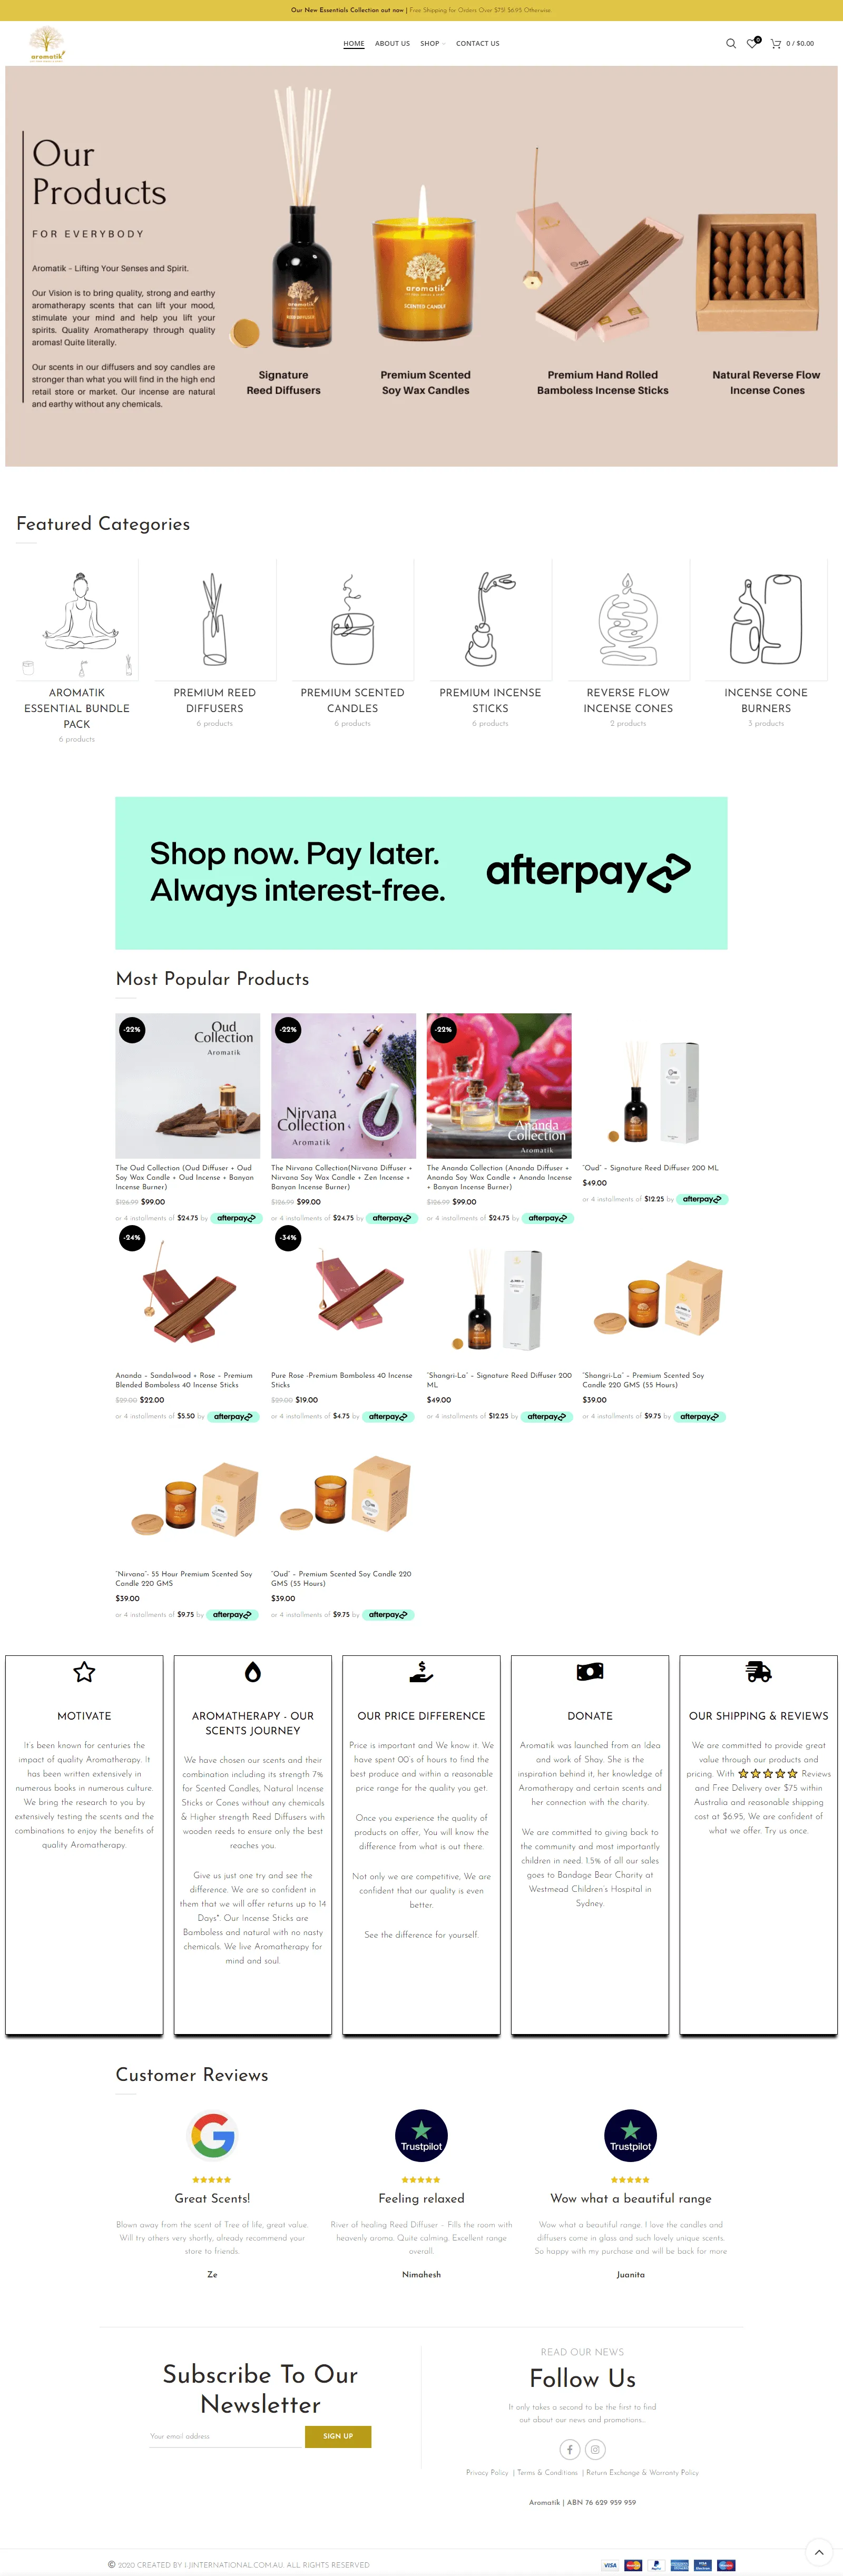 Our New Essentials Collection out now | Free Shipping for Orders Over $75! $6.95 Otherwise
aromatik
HOME ABOUT US SHOP CONTACT US
0
0 / $0.00
Our
Products
FOR EVERYBODY
Aromatik - Lifting Your Senses and Spirit.
Our Vision is to bring quality, strong and earthy
aromatherapy scents that can lift your mood,
stimulate your mind and help you lift your
spirits. Quality Aromatherapy through quality
aromas! Quite literally.
Our scents in our diffusers and soy candles are
stronger than what you will find in the high end
retail store or market. Our incense are natural
and earthy without any chemicals.
aromatik
REED DIFFUSER
aromatik
SCENTED CANDLE
Signature
Reed Diffusers
Premium Scented
Soy Wax Candles
Premium Hand Rolled
Bamboless Incense Sticks
Natural Reverse Flow
Incense Cones
Featured Categories
AROMATIK
ESSENTIAL BUNDLE
PACK
6 products
PREMIUM REED
DIFFUSERS
6 products
PREMIUM SCENTED
CANDLES
6 products
PREMIUM INCENSE
STICKS
6 products
REVERSE FLOW
INCENSE CONES
2 products
INCENSE CONE
BURNERS
3 products
Shop now. Pay later.
Always interest-free.
afterpay
Most Popular Products
-22%
Oud
Collection
Aromatik
-22%
Nirvana
Collection
Aromatik
-22%
Ananda
Collection
Aromatik
The Oud Collection (Oud Diffuser + Oud
Soy Wax Candle + Oud Incense + Banyan
Incense Burner)
$126.99 $99.00
or 4 installments of $24.75 by afterpay
The Nirvana Collection(Nirvana Diffuser +
Nirvana Soy Wax Candle + Zen Incense +
Banyan Incense Burner)
$126.99 $99.00
or 4 installments of $24.75 by afterpay
The Ananda Collection (Ananda Diffuser +
Ananda Soy Wax Candle + Ananda Incense
+ Banyan Incense Burner)
$126.99 $99.00
or 4 installments of $24.75 by afterpay
"Oud" – Signature Reed Diffuser 200 ML
$49.00
or 4 installments of $12.25 by afterpay
-24%
-34%
Ananda – Sandalwood + Rose – Premium
Blended Bamboless 40 Incense Sticks
$29.00 $22.00
or 4 installments of $5.50 by afterpay
Pure Rose -Premium Bamboless 40 Incense
Sticks
$29.00 $19.00
or 4 installments of $4.75 by afterpay
"Shangri-La" – Signature Reed Diffuser 200
ML
$49.00
or 4 installments of $12.25 by afterpay
"Shangri-La" – Premium Scented Soy
Candle 220 GMS (55 Hours)
$39.00
or 4 installments of $9.75 by afterpay
"Nirvana"- 55 Hour Premium Scented Soy
Candle 220 GMS
$39.00
or 4 installments of $9.75 by afterpay
"Oud" – Premium Scented Soy Candle 220
GMS (55 Hours)
$39.00
or 4 installments of $9.75 by afterpay
MOTIVATE
It's been known for centuries the
impact of quality Aromatherapy. It
has been written extensively in
numerous books in numerous culture.
We bring the research to you by
extensively testing the scents and the
combinations to enjoy the benefits of
quality Aromatherapy.
AROMATHERAPY - OUR
SCENTS JOURNEY
We have chosen our scents and their
combination including its strength 7%
for Scented Candles, Natural Incense
Sticks or Cones without any chemicals
& Higher strength Reed Diffusers with
wooden reeds to ensure only the best
reaches you.
Give us just one try and see the
difference. We are so confident in
them that we will offer returns up to 14
Days*. Our Incense Sticks are
Bamboless and natural with no nasty
chemicals. We live Aromatherapy for
mind and soul.
OUR PRICE DIFFERENCE
Price is important and We know it. We
have spent 00's of hours to find the
best produce and within a reasonable
price range for the quality you get.
Once you experience the quality of
products on offer, You will know the
difference from what is out there.
Not only we are competitive, We are
confident that our quality is even
better.
See the difference for yourself.
DONATE
Aromatik was launched from an Idea
and work of Shay. She is the
inspiration behind it, her knowledge of
Aromatherapy and certain scents and
her connection with the charity.
We are committed to giving back to
the community and most importantly
children in need. 1.5% of all our sales
goes to Bandage Bear Charity at
Westmead Children's Hospital in
Sydney.
OUR SHIPPING & REVIEWS
We are committed to provide great
value through our products and
pricing. With ⭐⭐⭐⭐⭐ Reviews
and Free Delivery over $75 within
Australia and reasonable shipping
cost at $6.95, We are confident of
what we offer. Try us once.
Customer Reviews
Great Scents!
Blown away from the scent of Tree of life, great value.
Will try others very shortly, already recommend your
store to friends.
Ze
Trustpilot
Feeling relaxed
River of healing Reed Diffuser – Fills the room with
heavenly aroma. Quite calming. Excellent range
overall.
Nimahesh
Trustpilot
Wow what a beautiful range
Wow what a beautiful range. I love the candles and
diffusers came in glass and such lovely unique scents.
So happy with my purchase and will be back for more
Juanita
Subscribe To Our
Newsletter
Your email address
SIGN UP
READ OUR NEWS
Follow Us
It only takes a second to be the first to find
out about our news and promotions...
Privacy Policy | Terms & Conditions | Return Exchange & Warranty Policy
Aromatik | ABN 76 629 959 959
© 2020 CREATED BY I-JINTERNATIONAL.COM.AU. ALL RIGHTS RESERVED
VISA
PayPal